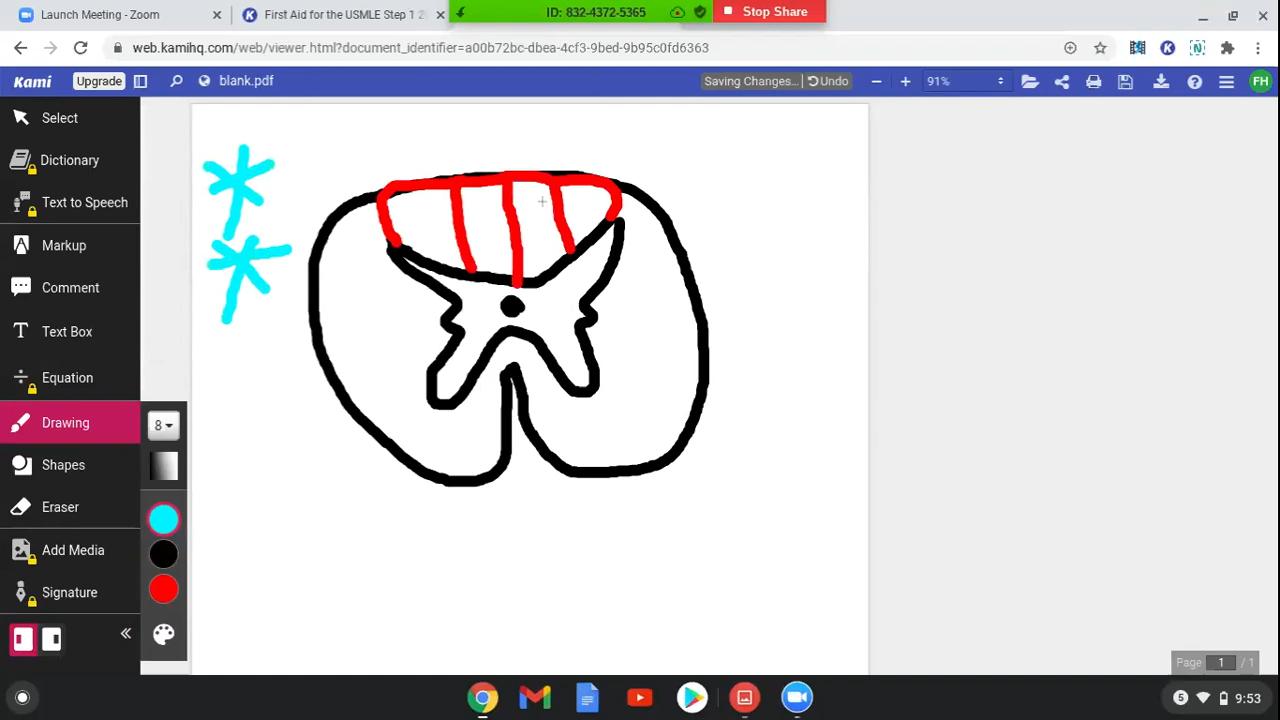 Launch Meeting - Zoom
First Aid for the USMLE Step 1 2
ID: 832-4372-5365
Stop Share
web.kamihq.com/web/viewer.html?document_identifier=a00b72bc-dbea-4cf3-9bed-9b95c0fd6363
Kami
Upgrade
blank.pdf
Saving Changes...
Undo
91%
FH
Select
Dictionary
Text to Speech
Markup
Comment
Text Box
Equation
Drawing
8
Shapes
Eraser
Add Media
Signature
Page 1 / 1
5
9:53